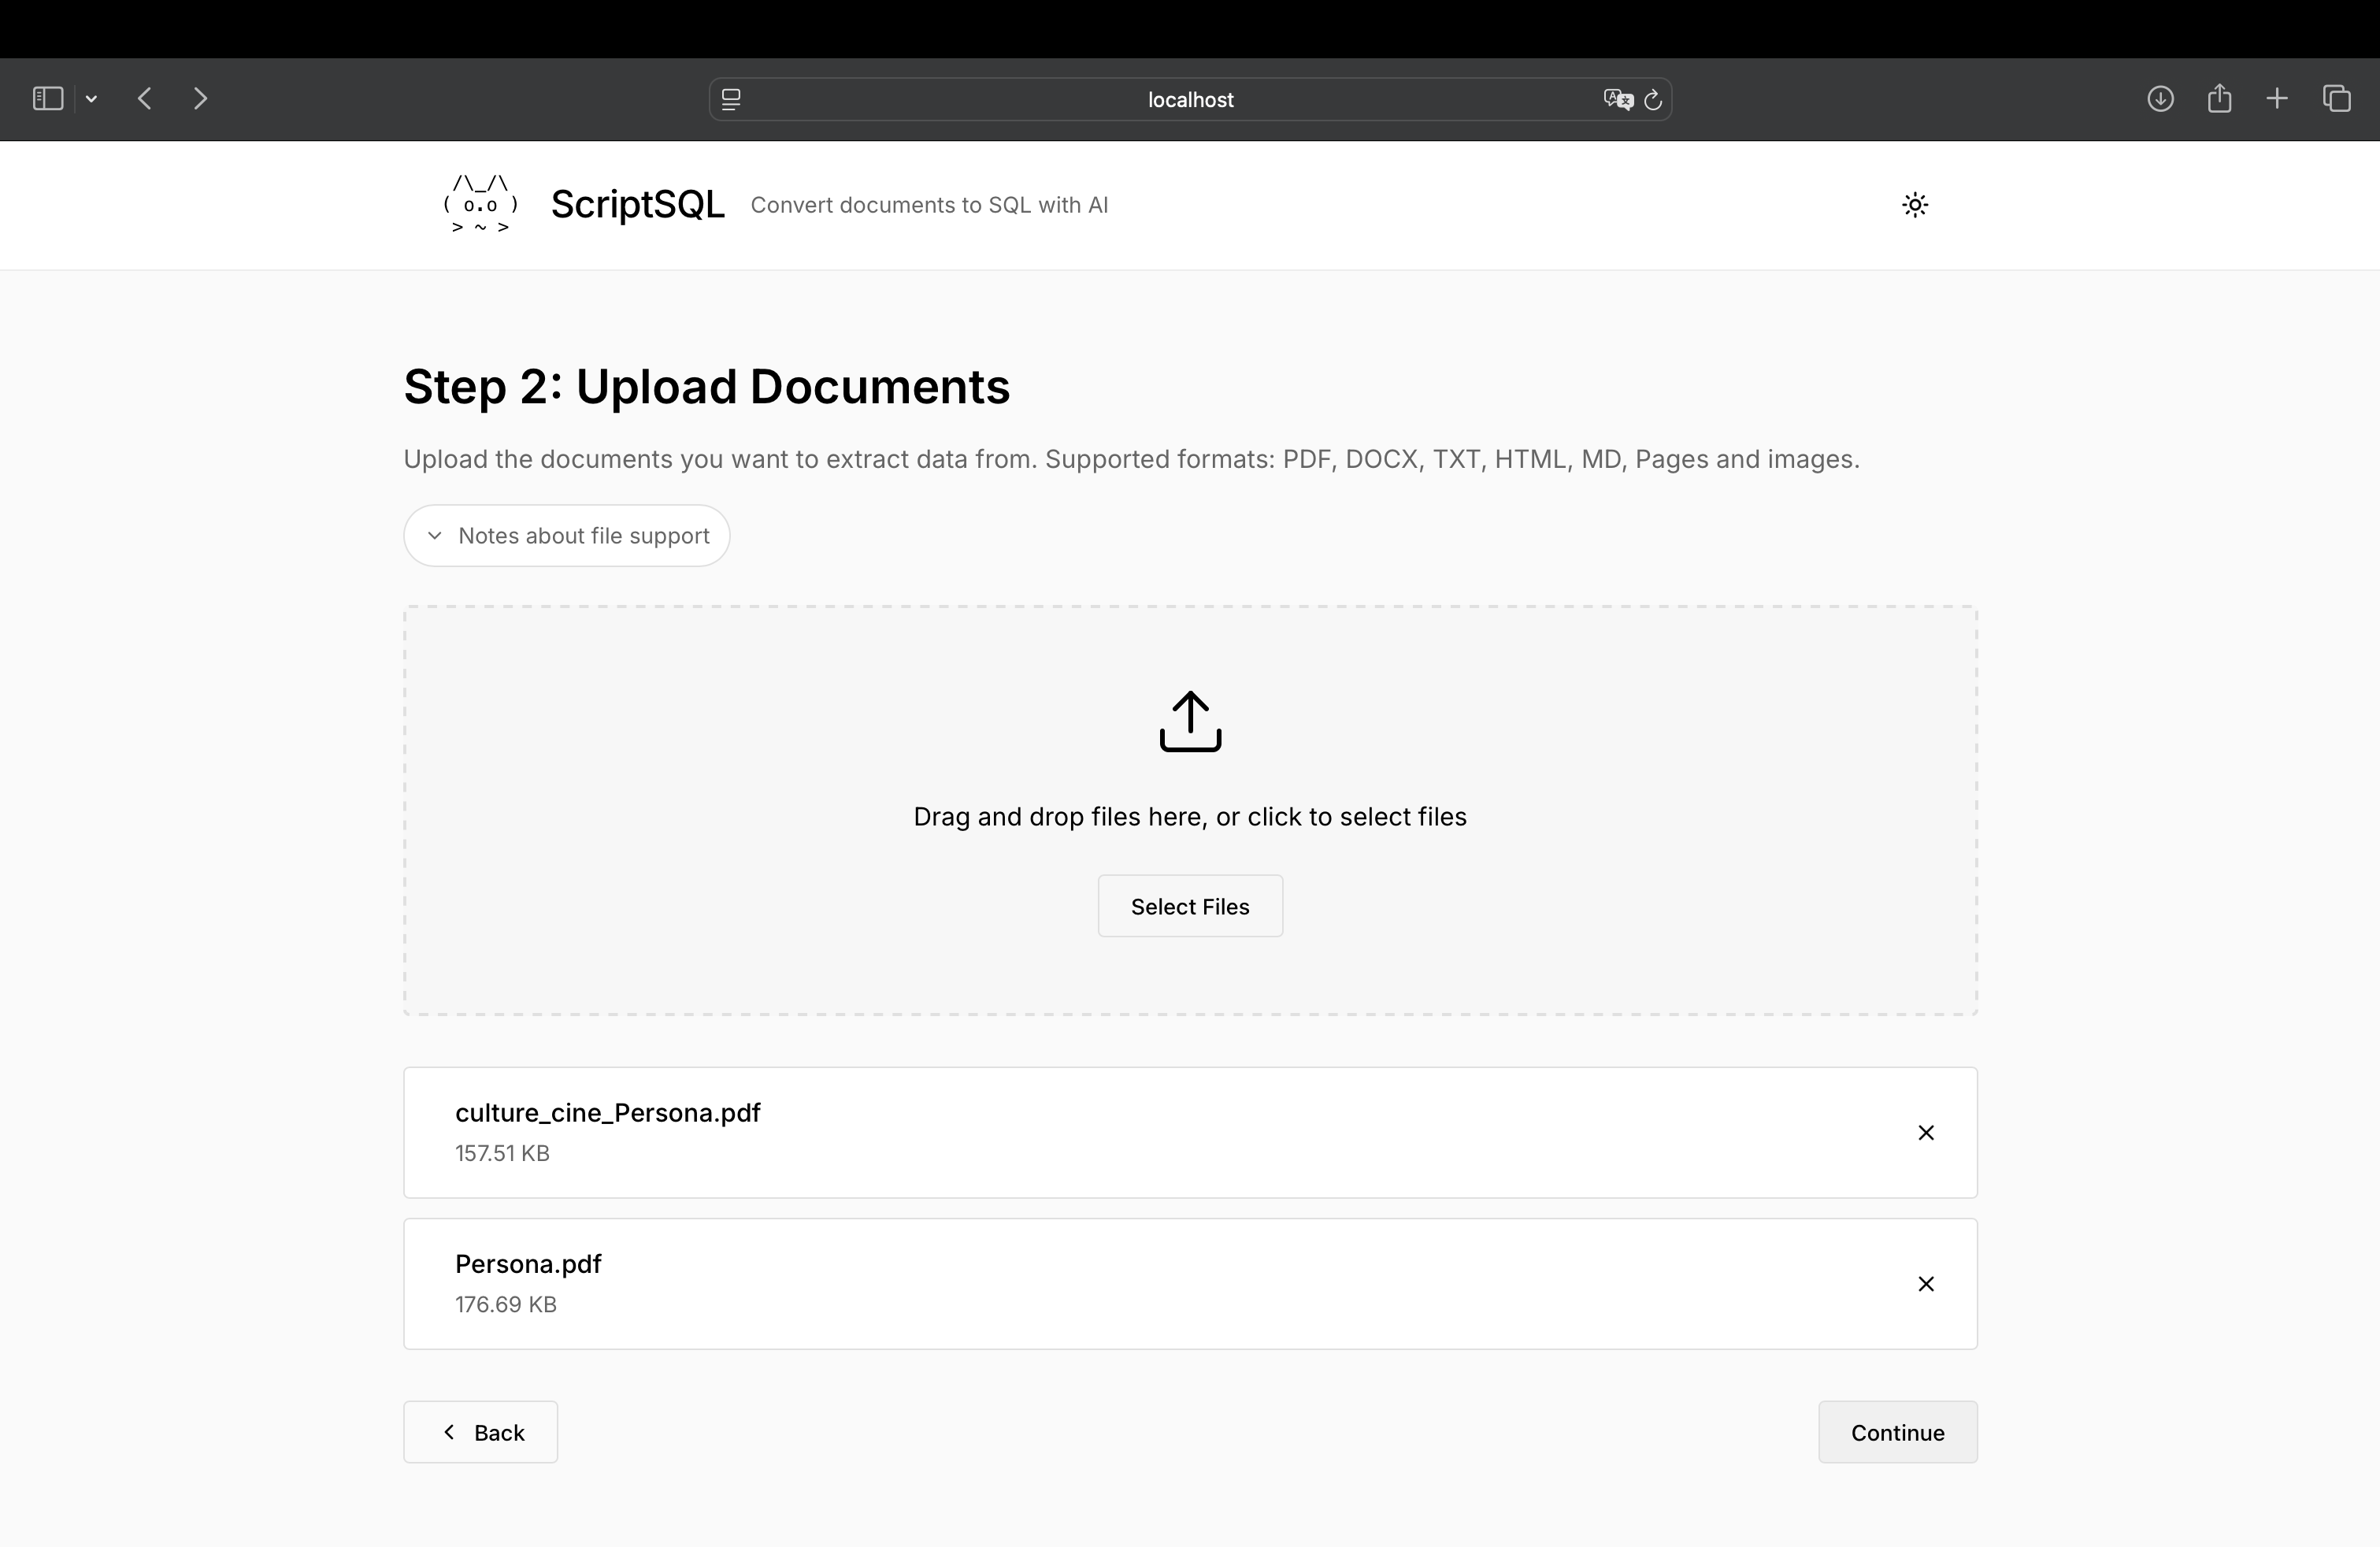 localhost
/\_/\
( o.o )
> ~ >
ScriptSQL
Convert documents to SQL with AI
Step 2: Upload Documents
Upload the documents you want to extract data from. Supported formats: PDF, DOCX, TXT, HTML, MD, Pages and images.
Notes about file support
Drag and drop files here, or click to select files
Select Files
culture_cine_Persona.pdf
157.51 KB
Persona.pdf
176.69 KB
Back
Continue